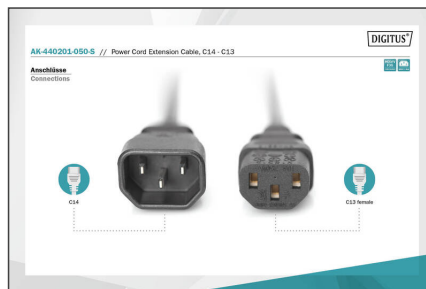 DIGITUS®
AK-440201-050-S // Power Cord Extension Cable, C14 - C13
Anschlüsse
Connections
C14
C13 female